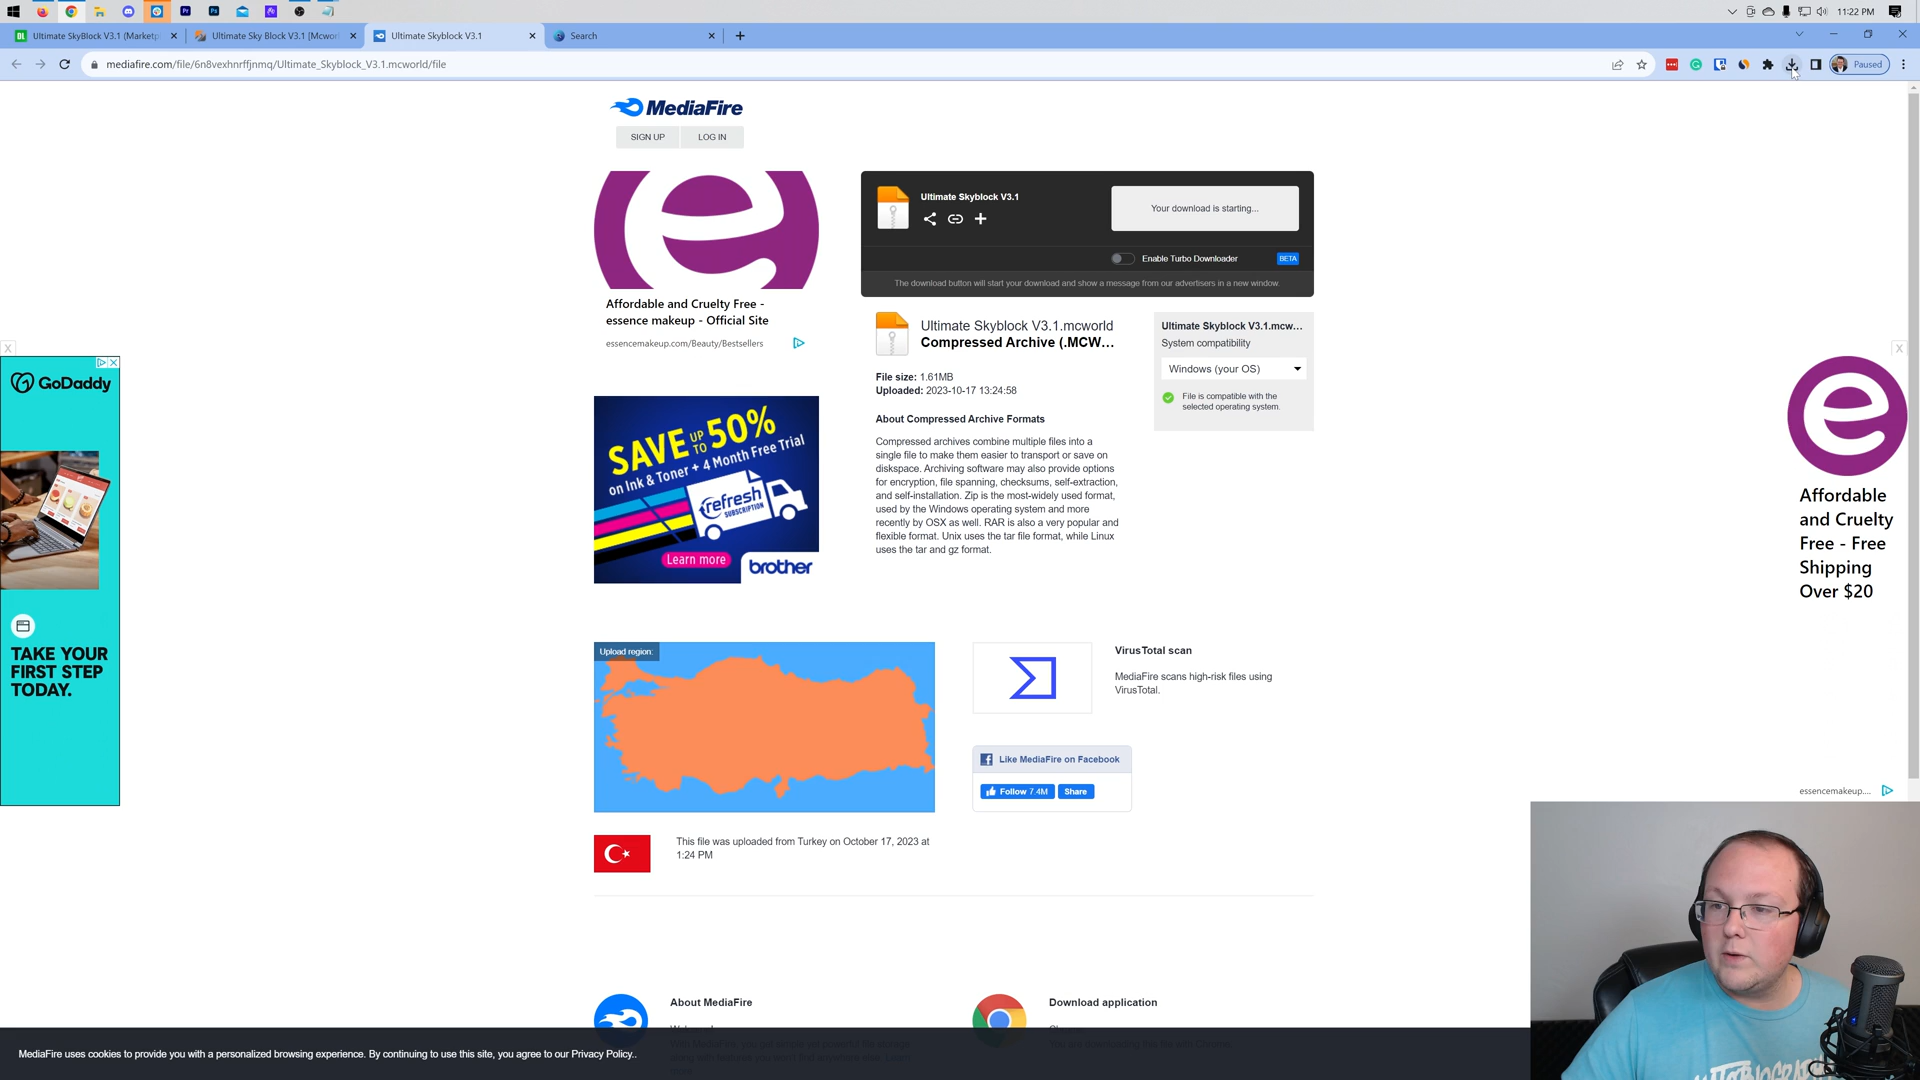 11:22 PM
Ultimate SkyBlock V3.1 (Marketp
Ultimate Sky Block V3.1 [Mcwor
Ultimate Skyblock V3.1
Search
mediafire.com/file/6n8vexhnrffjnmq/Ultimate_Skyblock_V3.1.mcworld/file
Paused
MediaFire
SIGN UP
LOG IN
Affordable and Cruelty Free -
essence makeup - Official Site
essencemakeup.com/Beauty/Bestsellers
SAVE UP TO 50%
on Ink & Toner + 4 Month Free Trial
refresh
SUBSCRIPTION
Learn more
brother
Ultimate Skyblock V3.1
Your download is starting...
Enable Turbo Downloader
BETA
The download button will start your download and show a message from our advertisers in a new window.
Ultimate Skyblock V3.1.mcworld
Compressed Archive (.MCW...
File size: 1.61MB
Uploaded: 2023-10-17 13:24:58
About Compressed Archive Formats
Compressed archives combine multiple files into a
single file to make them easier to transport or save on
diskspace. Archiving software may also provide options
for encryption, file spanning, checksums, self-extraction,
and self-installation. Zip is the most-widely used format,
used by the Windows operating system and more
recently by OSX as well. RAR is also a very popular and
flexible format. Unix uses the tar file format, while Linux
uses the tar and gz format.
Ultimate Skyblock V3.1.mcw...
System compatibility
Windows (your OS)
File is compatible with the
selected operating system.
X
GoDaddy
TAKE YOUR
FIRST STEP
TODAY.
X
Affordable
and Cruelty
Free - Free
Shipping
Over $20
essencemakeup....
Upload region:
VirusTotal scan
MediaFire scans high-risk files using
VirusTotal.
Like MediaFire on Facebook
Follow 7.4M
Share
This file was uploaded from Turkey on October 17, 2023 at
1:24 PM
About MediaFire
Download application
MediaFire uses cookies to provide you with a personalized browsing experience. By continuing to use this site, you agree to our Privacy Policy..